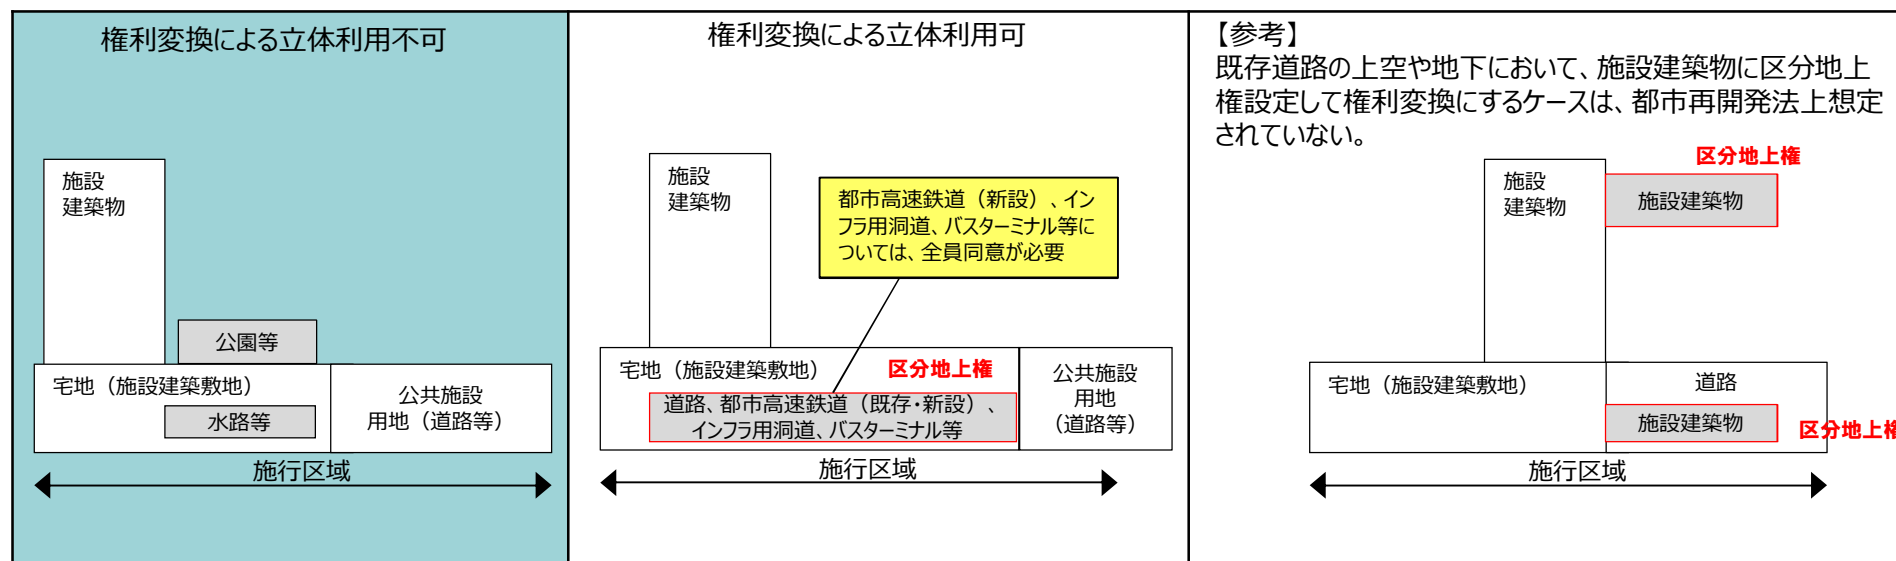 権利変換による立体利用不可
施設
建築物
公園等
宅地（施設建築敷地）
水路等
公共施設
用地（道路等）
施行区域
権利変換による立体利用可
施設
建築物
都市高速鉄道（新設）、イン
フラ用洞道、バスターミナル等に
ついては、全員同意が必要
宅地（施設建築敷地）
区分地上権
道路、都市高速鉄道（既存・新設）、
インフラ用洞道、バスターミナル等
公共施設
用地
（道路等）
施行区域
【参考】
既存道路の上空や地下において、施設建築物に区分地上
権設定して権利変換にするケースは、都市再開発法上想定
されていない。
区分地上権
施設
建築物
施設建築物
宅地（施設建築敷地）
道路
施設建築物
区分地上権
施行区域